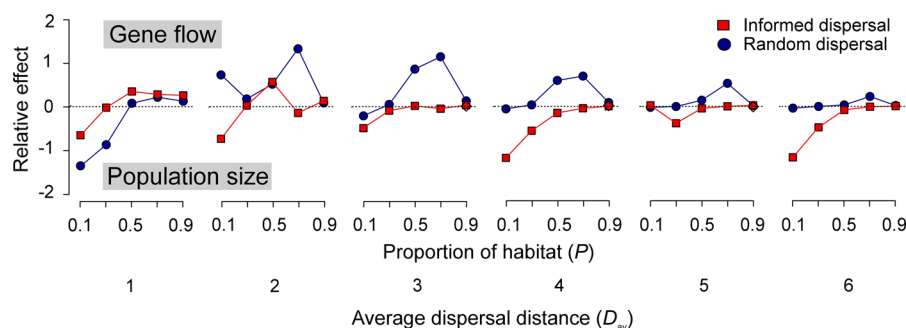 2
Gene flow
Informed dispersal
Random dispersal
1
Relative effect
0
-1
Population size
-2
0.1 0.5 0.9 0.1 0.5 0.9 0.1 0.5 0.9 0.1 0.5 0.9 0.1 0.5 0.9 0.1 0.5 0.9
Proportion of habitat (P)
1 2 3 4 5 6
Average dispersal distance (Dav)